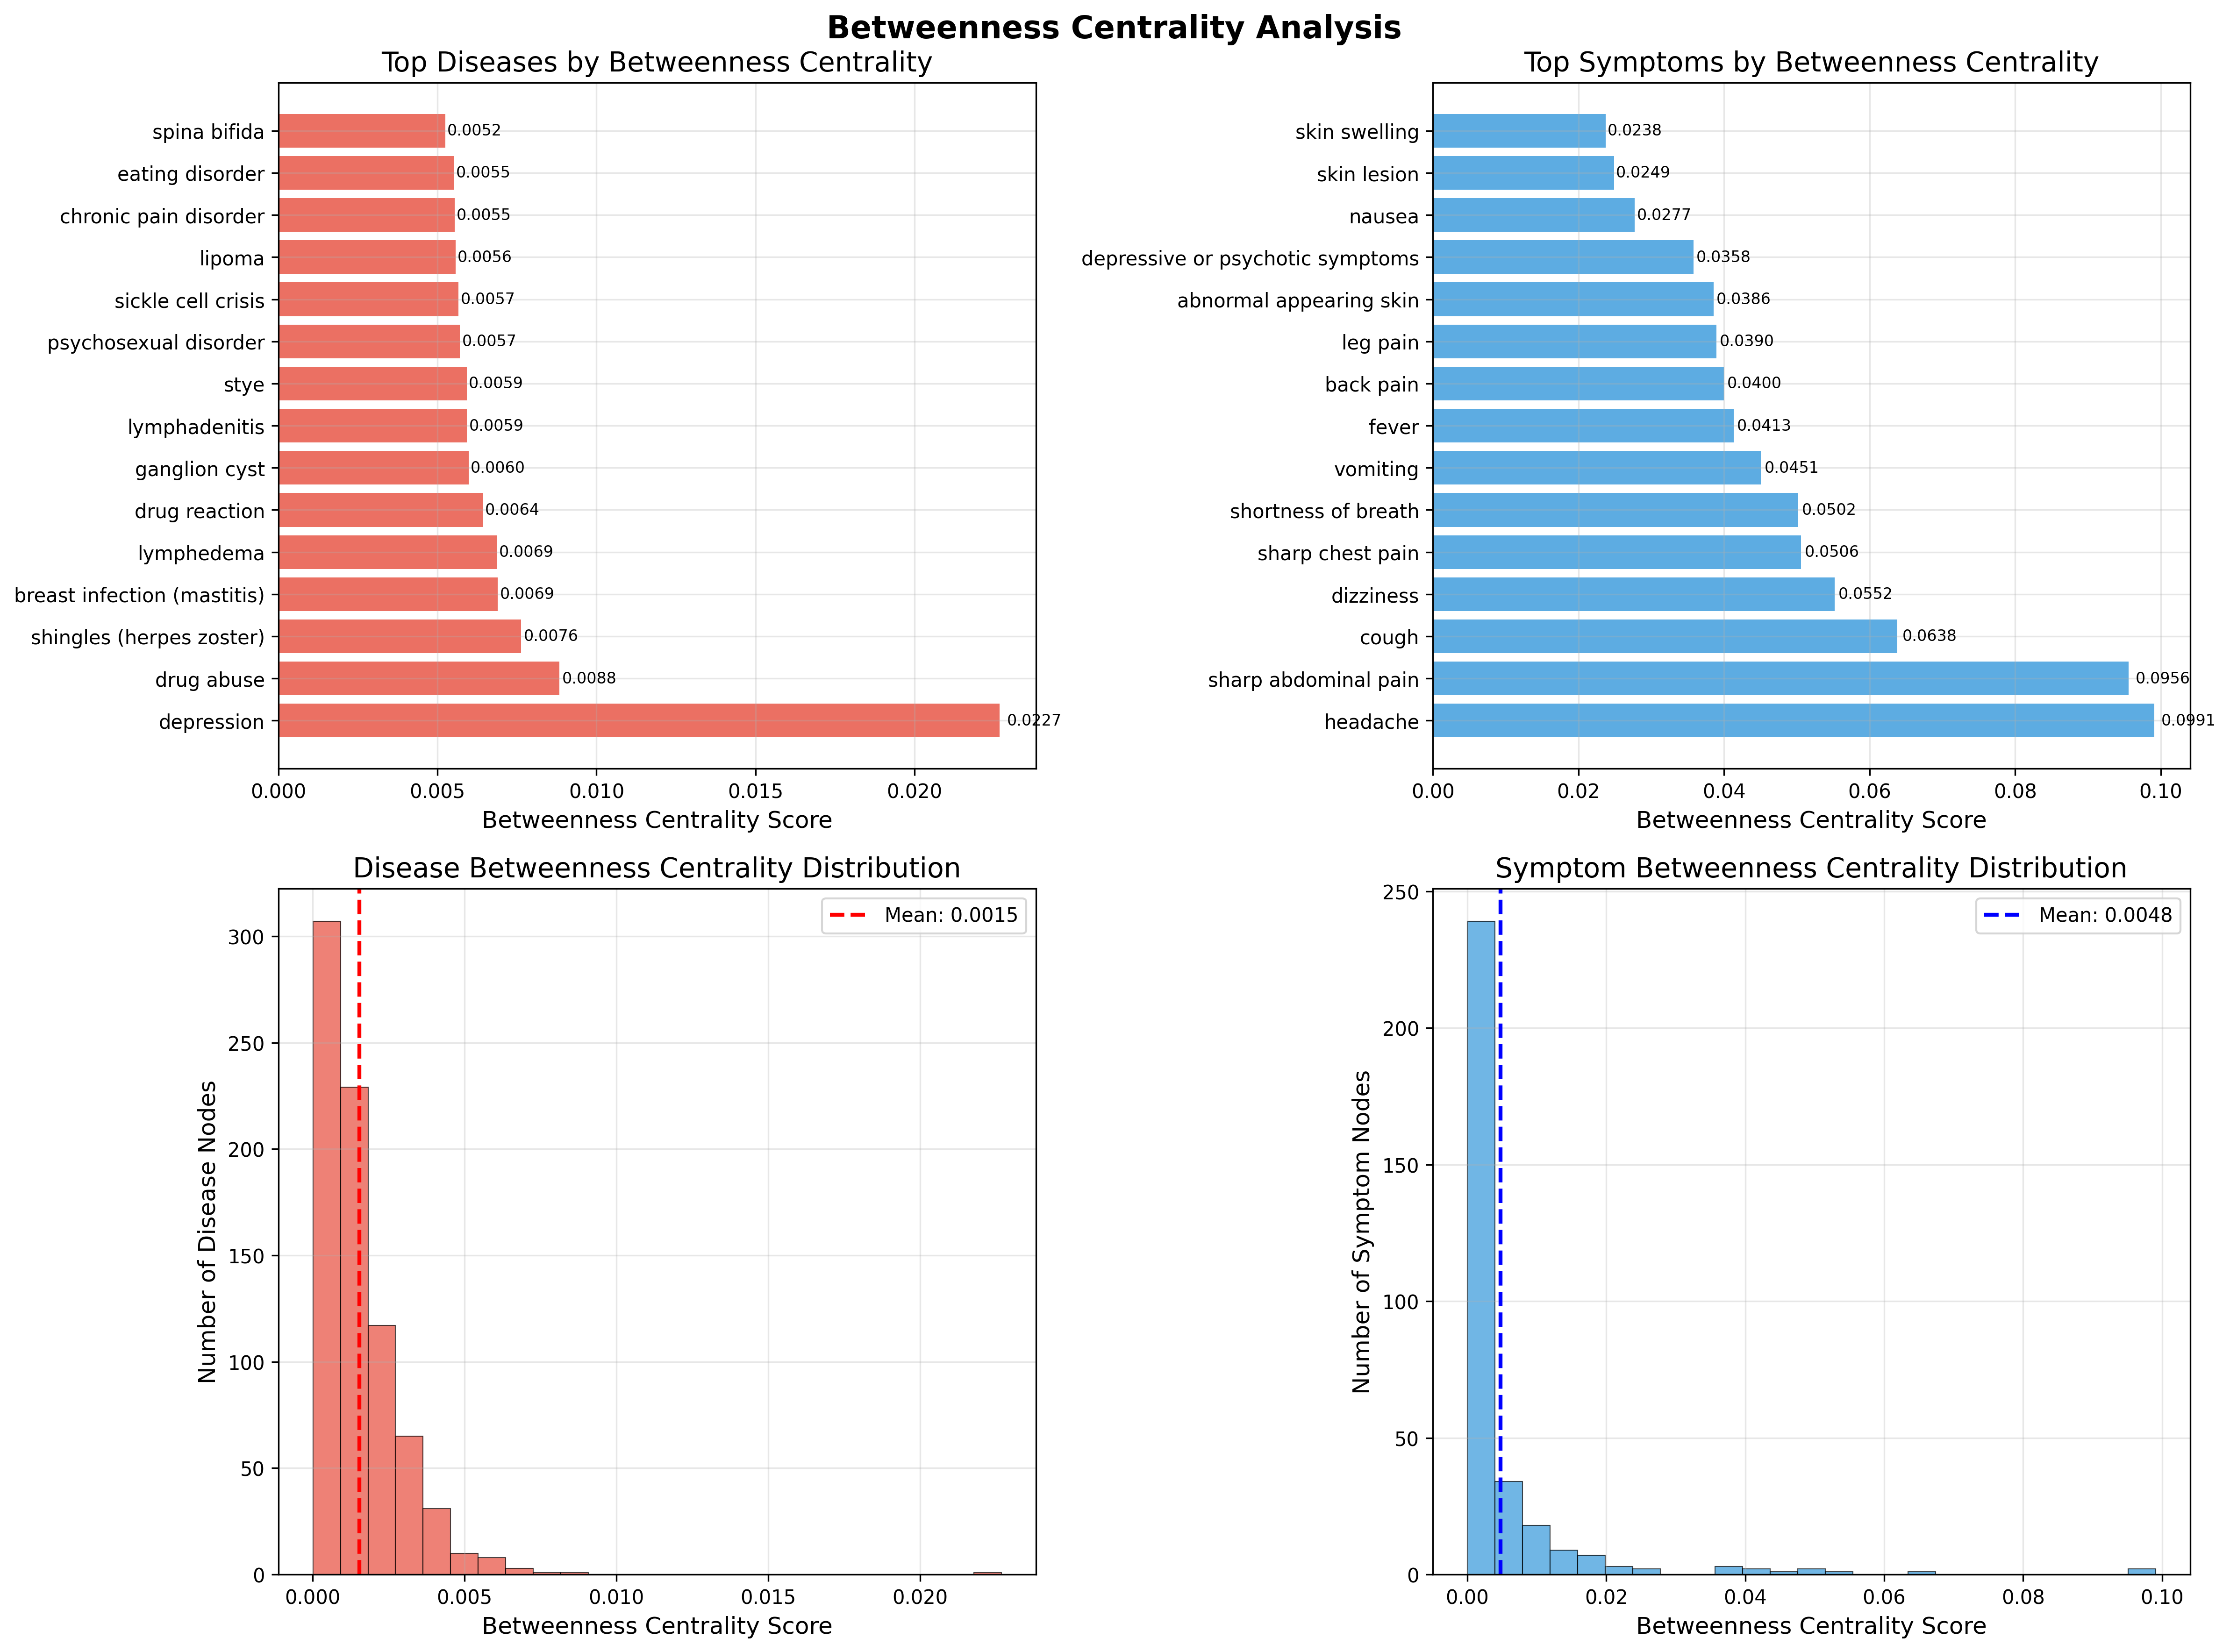 Betweenness Centrality Analysis
Top Diseases by Betweenness Centrality
spina bifida 0.0052
eating disorder 0.0055
chronic pain disorder 0.0055
lipoma 0.0056
sickle cell crisis 0.0057
psychosexual disorder 0.0057
stye 0.0059
lymphadenitis 0.0059
ganglion cyst 0.0060
drug reaction 0.0064
lymphedema 0.0069
breast infection (mastitis) 0.0069
shingles (herpes zoster) 0.0076
drug abuse 0.0088
depression 0.0227
0.000 0.005 0.010 0.015 0.020
Betweenness Centrality Score
Top Symptoms by Betweenness Centrality
skin swelling 0.0238
skin lesion 0.0249
nausea 0.0277
depressive or psychotic symptoms 0.0358
abnormal appearing skin 0.0386
leg pain 0.0390
back pain 0.0400
fever 0.0413
vomiting 0.0451
shortness of breath 0.0502
sharp chest pain 0.0506
dizziness 0.0552
cough 0.0638
sharp abdominal pain 0.0956
headache 0.0991
0.00 0.02 0.04 0.06 0.08 0.10
Betweenness Centrality Score
Disease Betweenness Centrality Distribution
Mean: 0.0015
Number of Disease Nodes
300
250
200
150
100
50
0
0.000 0.005 0.010 0.015 0.020
Betweenness Centrality Score
Symptom Betweenness Centrality Distribution
Mean: 0.0048
Number of Symptom Nodes
250
200
150
100
50
0
0.00 0.02 0.04 0.06 0.08 0.10
Betweenness Centrality Score